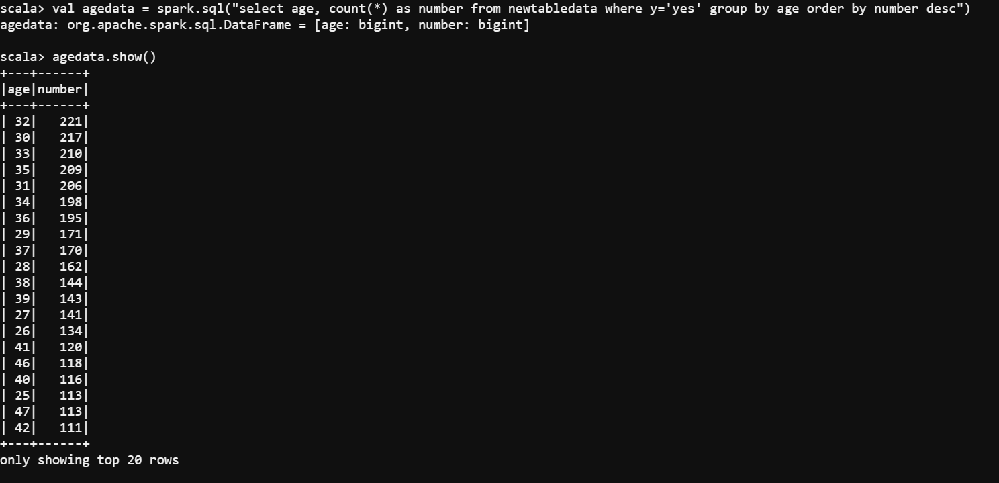 scala> val agedata = spark.sql("select age, count(*) as number from newtabledata where y='yes' group by age order by number desc")
agedata: org.apache.spark.sql.DataFrame = [age: bigint, number: bigint]
scala> agedata.show()
+---+------+
|age|number|
+---+------+
| 32|   221|
| 30|   217|
| 33|   210|
| 35|   209|
| 31|   206|
| 34|   198|
| 36|   195|
| 29|   171|
| 37|   170|
| 28|   162|
| 38|   144|
| 39|   143|
| 27|   141|
| 26|   134|
| 41|   120|
| 46|   118|
| 40|   116|
| 25|   113|
| 47|   113|
| 42|   111|
+---+------+
only showing top 20 rows